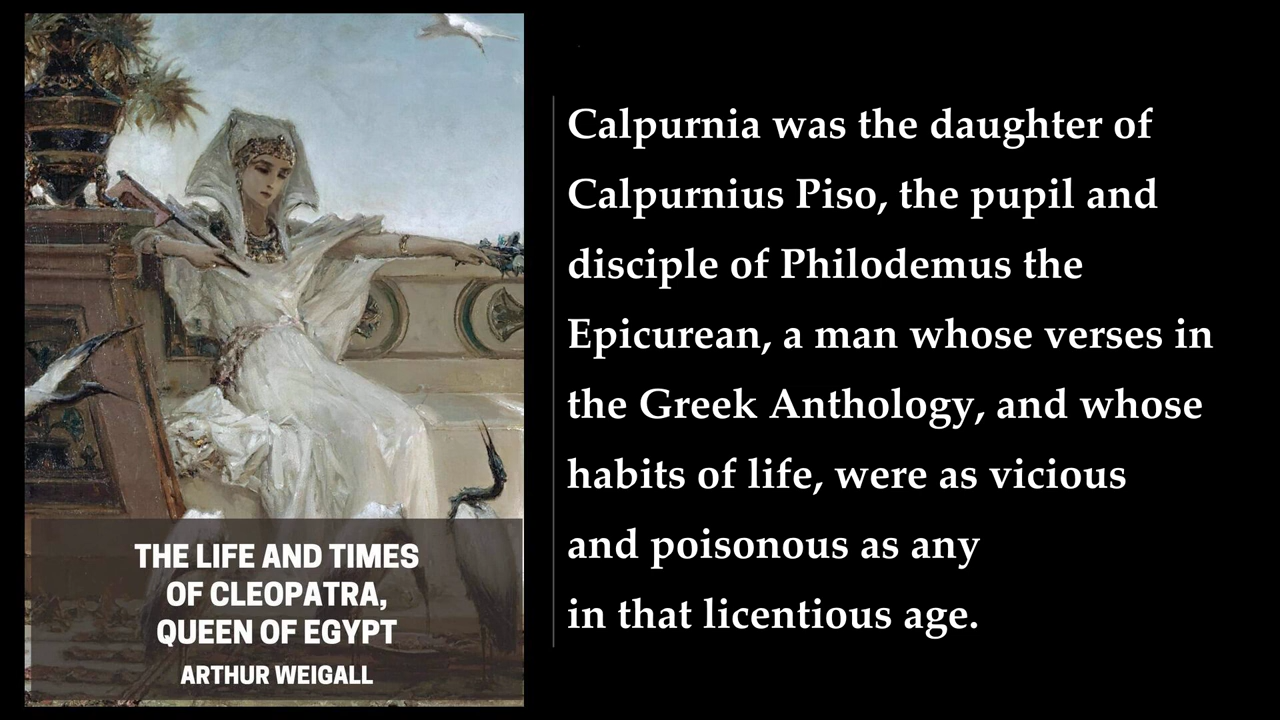 THE LIFE AND TIMES
OF CLEOPATRA,
QUEEN OF EGYPT
ARTHUR WEIGALL
Calpurnia was the daughter of
Calpurnius Piso, the pupil and
disciple of Philodemus the
Epicurean, a man whose verses in
the Greek Anthology, and whose
habits of life, were as vicious
and poisonous as any
in that licentious age.